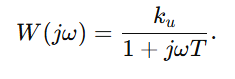 W(jω) = k_u / (1 + jωT).